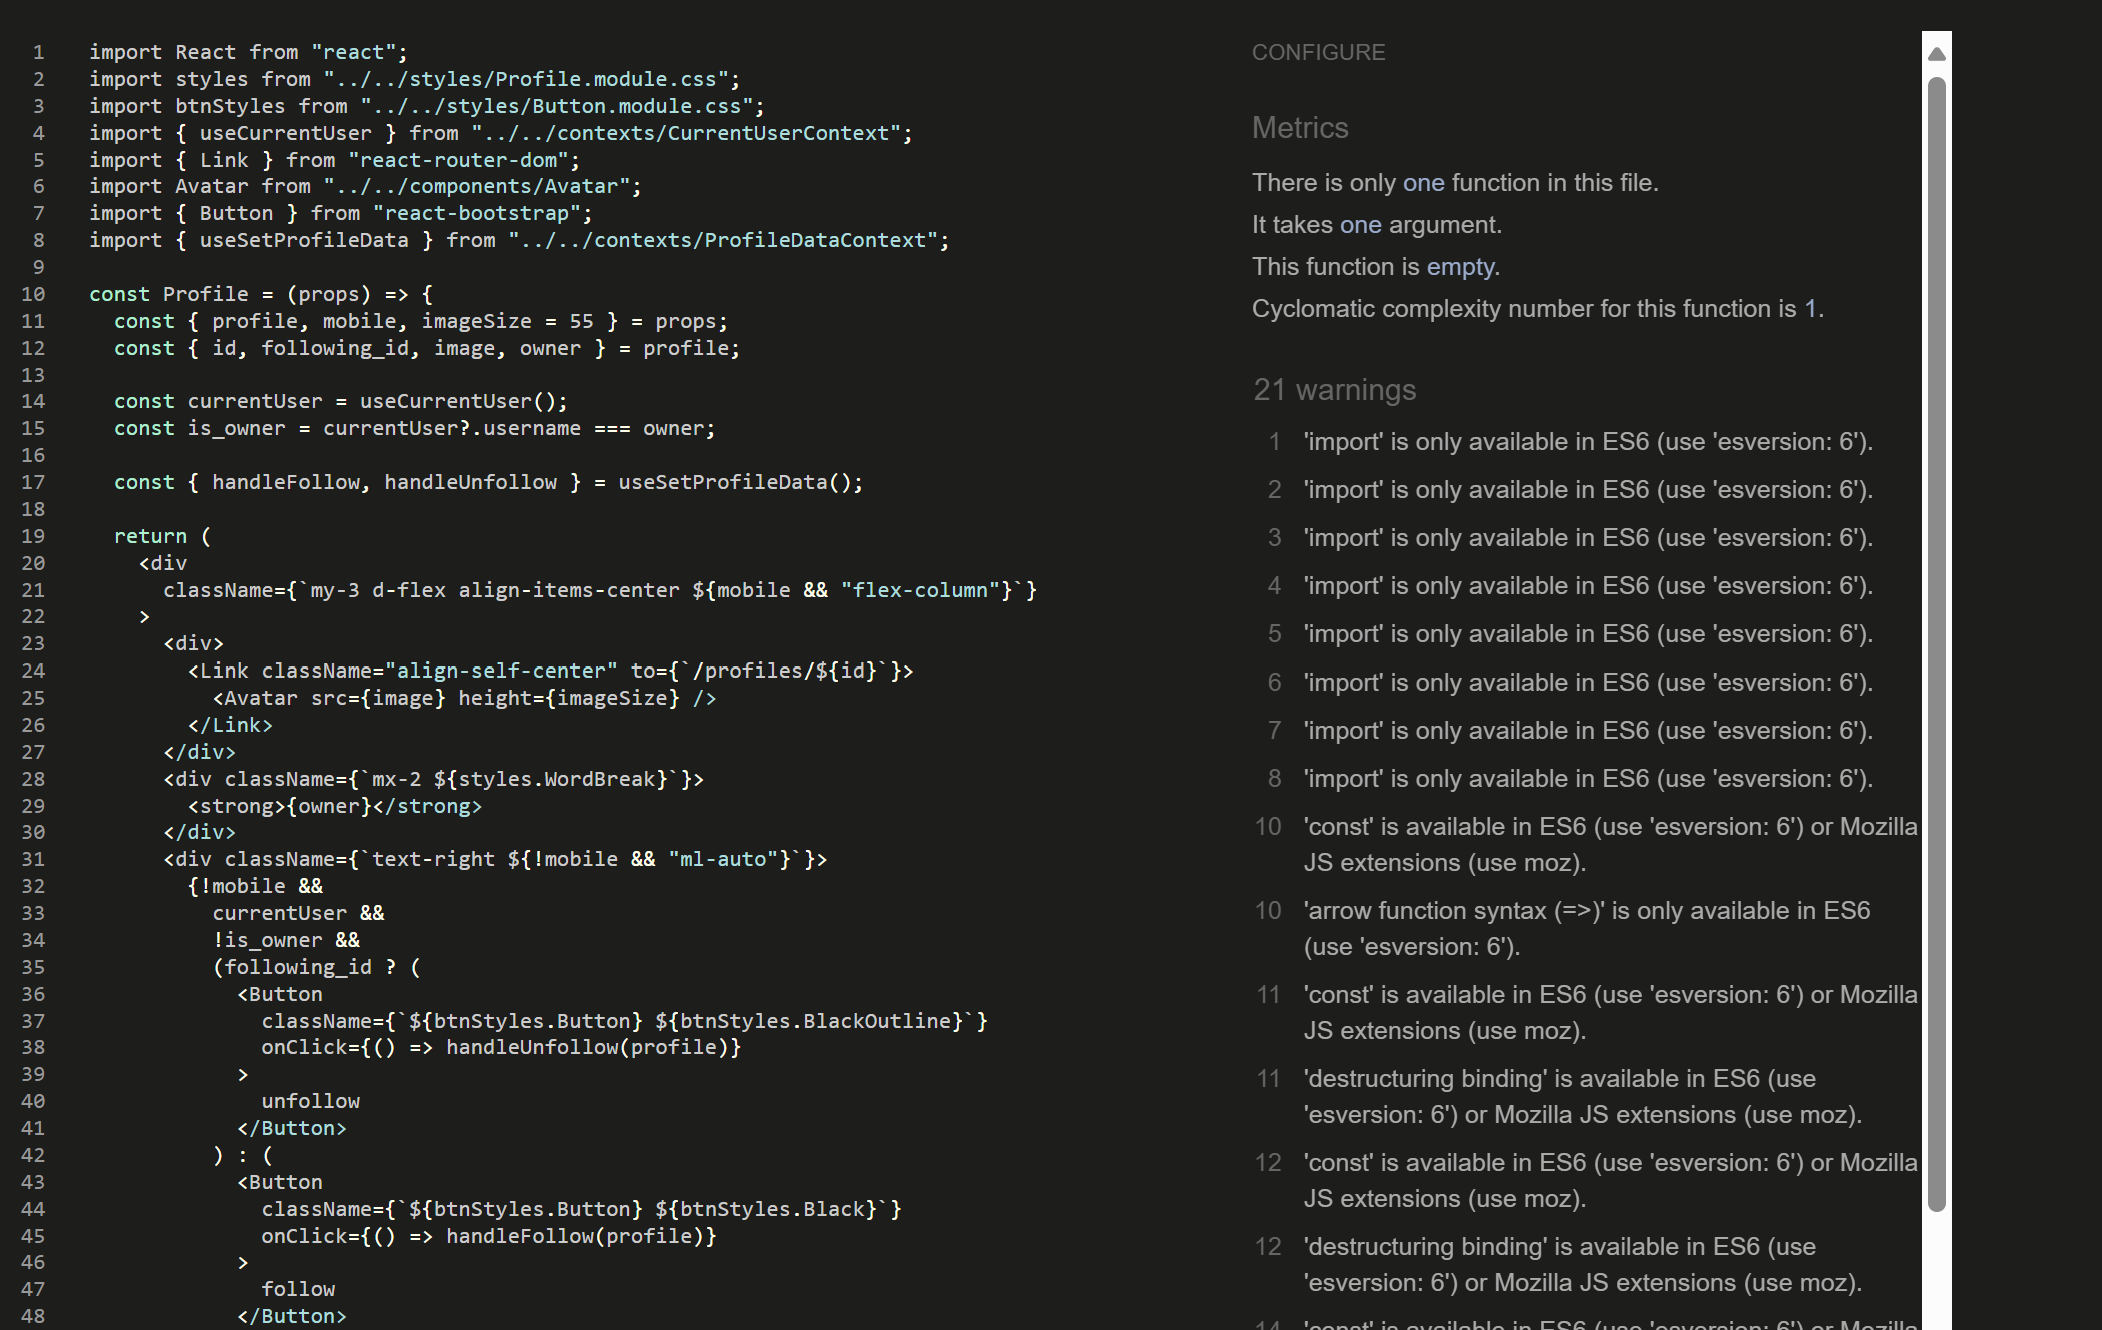 1 import React from "react";
2 import styles from "../../styles/Profile.module.css";
3 import btnStyles from "../../styles/Button.module.css";
4 import { useCurrentUser } from "../../contexts/CurrentUserContext";
5 import { Link } from "react-router-dom";
6 import Avatar from "../../components/Avatar";
7 import { Button } from "react-bootstrap";
8 import { useSetProfileData } from "../../contexts/ProfileDataContext";
9
10 const Profile = (props) => {
11   const { profile, mobile, imageSize = 55 } = props;
12   const { id, following_id, image, owner } = profile;
13
14   const currentUser = useCurrentUser();
15   const is_owner = currentUser?.username === owner;
16
17   const { handleFollow, handleUnfollow } = useSetProfileData();
18
19   return (
20     <div
21       className={`my-3 d-flex align-items-center ${mobile && "flex-column"}`}
22     >
23       <div>
24         <Link className="align-self-center" to={`/profiles/${id}`}>
25           <Avatar src={image} height={imageSize} />
26         </Link>
27       </div>
28       <div className={`mx-2 ${styles.WordBreak}`}>
29         <strong>{owner}</strong>
30       </div>
31       <div className={`text-right ${!mobile && "ml-auto"}`}>
32         {!mobile &&
33           currentUser &&
34           !is_owner &&
35           (following_id ? (
36             <Button
37               className={`${btnStyles.Button} ${btnStyles.BlackOutline}`}
38               onClick={() => handleUnfollow(profile)}
39             >
40               unfollow
41             </Button>
42           ) : (
43             <Button
44               className={`${btnStyles.Button} ${btnStyles.Black}`}
45               onClick={() => handleFollow(profile)}
46             >
47               follow
48             </Button>
CONFIGURE
Metrics
There is only one function in this file.
It takes one argument.
This function is empty.
Cyclomatic complexity number for this function is 1.
21 warnings
1 'import' is only available in ES6 (use 'esversion: 6').
2 'import' is only available in ES6 (use 'esversion: 6').
3 'import' is only available in ES6 (use 'esversion: 6').
4 'import' is only available in ES6 (use 'esversion: 6').
5 'import' is only available in ES6 (use 'esversion: 6').
6 'import' is only available in ES6 (use 'esversion: 6').
7 'import' is only available in ES6 (use 'esversion: 6').
8 'import' is only available in ES6 (use 'esversion: 6').
10 'const' is available in ES6 (use 'esversion: 6') or Mozilla
JS extensions (use moz).
10 'arrow function syntax (=>)' is only available in ES6
(use 'esversion: 6').
11 'const' is available in ES6 (use 'esversion: 6') or Mozilla
JS extensions (use moz).
11 'destructuring binding' is available in ES6 (use
'esversion: 6') or Mozilla JS extensions (use moz).
12 'const' is available in ES6 (use 'esversion: 6') or Mozilla
JS extensions (use moz).
12 'destructuring binding' is available in ES6 (use
'esversion: 6') or Mozilla JS extensions (use moz).
14 'const' is available in ES6 (use 'esversion: 6') or Mozilla